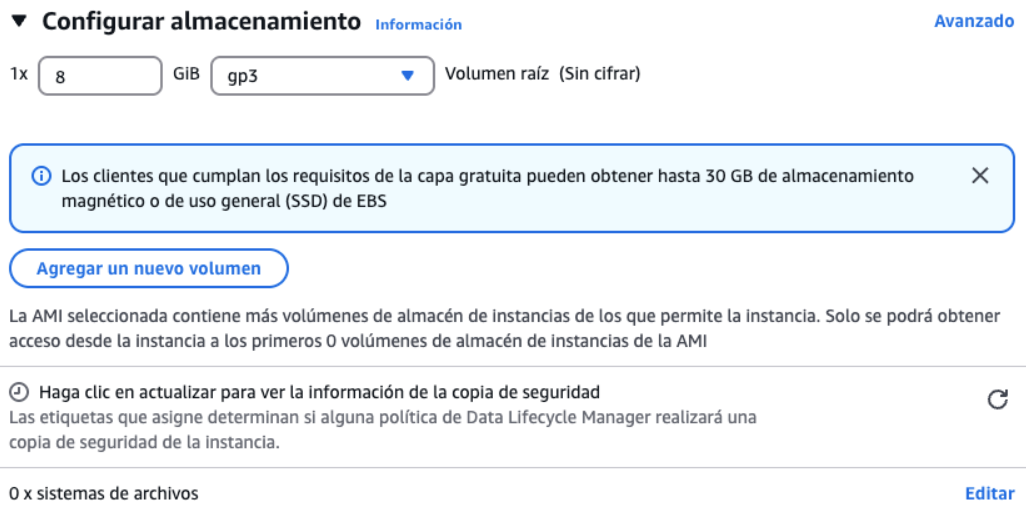 Configurar almacenamiento Información Avanzado
1x 8 GiB gp3 Volumen raíz (Sin cifrar)
Los clientes que cumplan los requisitos de la capa gratuita pueden obtener hasta 30 GB de almacenamiento
magnético o de uso general (SSD) de EBS
Agregar un nuevo volumen
La AMI seleccionada contiene más volúmenes de almacén de instancias de los que permite la instancia. Solo se podrá obtener
acceso desde la instancia a los primeros 0 volúmenes de almacén de instancias de la AMI
Haga clic en actualizar para ver la información de la copia de seguridad
Las etiquetas que asigne determinan si alguna política de Data Lifecycle Manager realizará una
copia de seguridad de la instancia.
0 x sistemas de archivos Editar